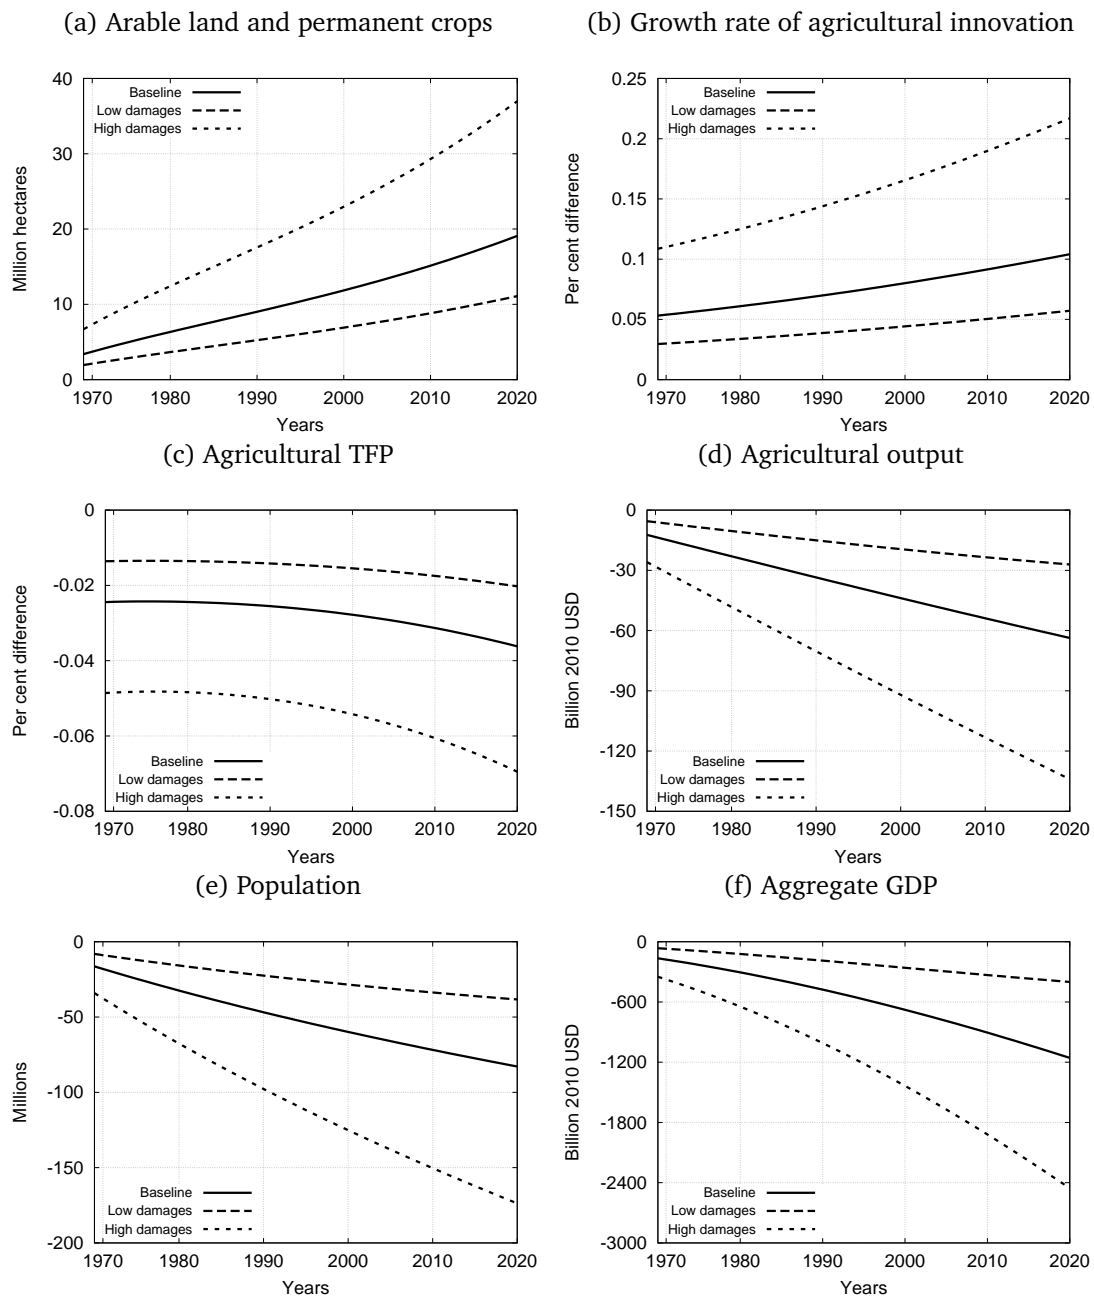 (a) Arable land and permanent crops
Million hectares
40
30
20
10
0
Baseline
Low damages
High damages
1970 1980 1990 2000 2010 2020
Years
(b) Growth rate of agricultural innovation
Per cent difference
0.25
0.2
0.15
0.1
0.05
0
Baseline
Low damages
High damages
1970 1980 1990 2000 2010 2020
Years
(c) Agricultural TFP
Per cent difference
0
-0.02
-0.04
-0.06
-0.08
Baseline
Low damages
High damages
1970 1980 1990 2000 2010 2020
Years
(d) Agricultural output
Billion 2010 USD
0
-30
-60
-90
-120
-150
Baseline
Low damages
High damages
1970 1980 1990 2000 2010 2020
Years
(e) Population
Millions
0
-50
-100
-150
-200
Baseline
Low damages
High damages
1970 1980 1990 2000 2010 2020
Years
(f) Aggregate GDP
Billion 2010 USD
0
-600
-1200
-1800
-2400
-3000
Baseline
Low damages
High damages
1970 1980 1990 2000 2010 2020
Years